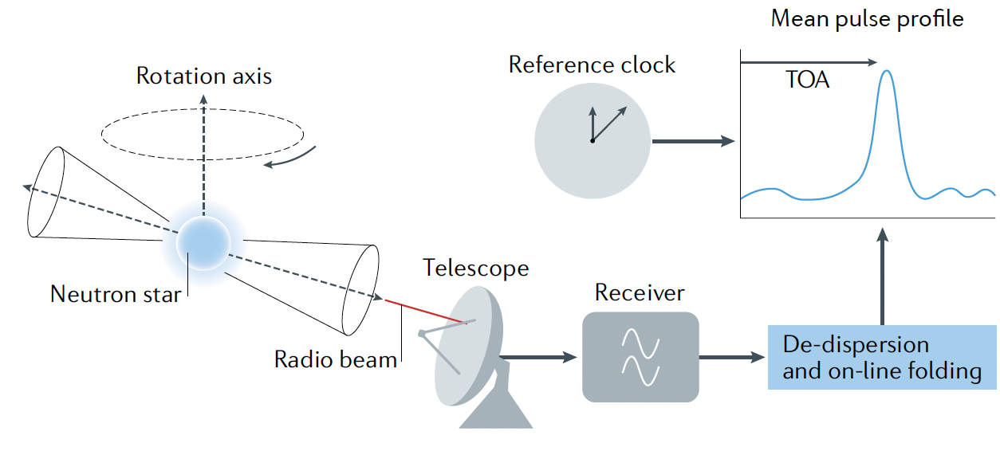 Mean pulse profile
Reference clock
TOA
Rotation axis
Neutron star
Telescope
Receiver
Radio beam
De-dispersion
and on-line folding